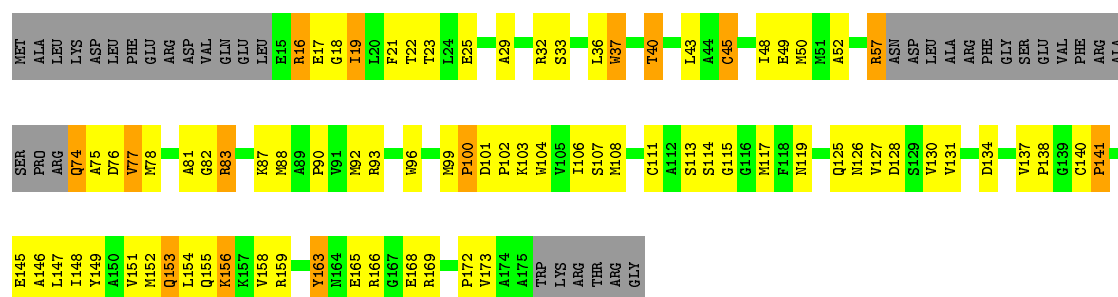 MET ALA LEU LYS ASP LEU PHE GLU ARG ASP VAL GLN GLU LEU E15 R16 E17 G18 I19 L20 F21 T22 T23 L24 E25 A29 R32 S33 L36 W37 T40 L43 A44 C45 I48 E49 M50 M51 A52 R57 ASN ASP LEU ALA ARG PHE GLY SER GLU VAL PHE ARG ALA
SER PRO ARG Q74 A75 D76 V77 M78 A81 G82 R83 K87 M88 A89 P90 V91 M92 R93 W96 M99 P100 D101 P102 K103 W104 V105 I106 S107 M108 C111 A112 S113 S114 G115 G116 M117 F118 N119 Q125 N126 V127 D128 S129 V130 V131 D134 V137 P138 G139 C140 P141
E145 A146 L147 I148 Y149 A150 V151 M152 Q153 L154 Q155 K156 K157 V158 R159 Y163 N164 E165 R166 G167 E168 R169 P172 V173 A174 A175 TRP LYS ARG THR ARG GLY